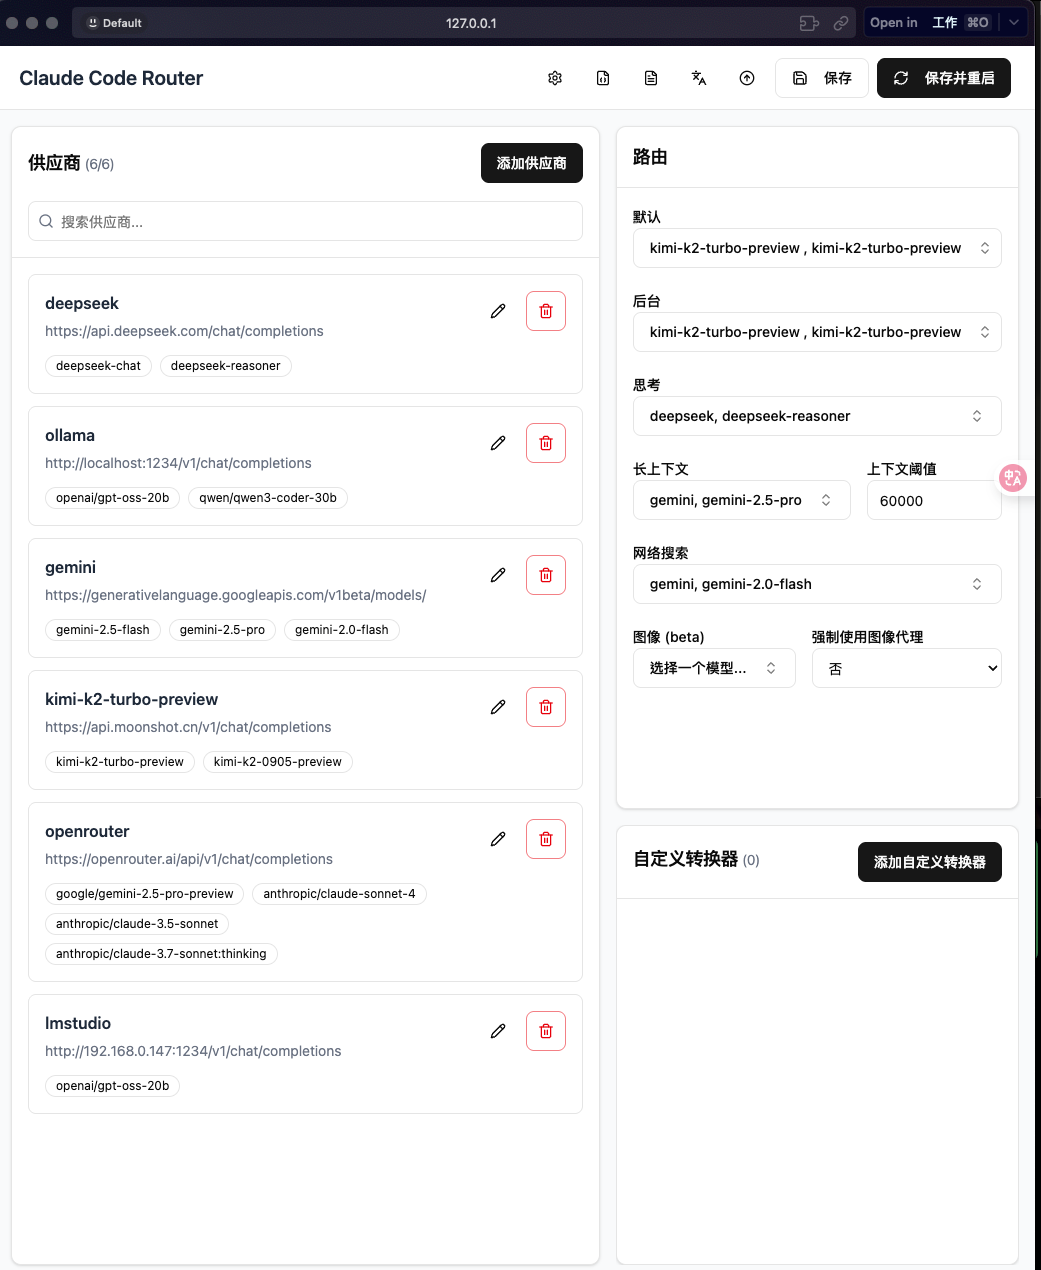 Default
127.0.0.1
Open in 工作 ⌘O
Claude Code Router
保存
保存并重启
供应商 (6/6)
添加供应商
搜索供应商...
deepseek
https://api.deepseek.com/chat/completions
deepseek-chat
deepseek-reasoner
ollama
http://localhost:1234/v1/chat/completions
openai/gpt-oss-20b
qwen/qwen3-coder-30b
gemini
https://generativelanguage.googleapis.com/v1beta/models/
gemini-2.5-flash
gemini-2.5-pro
gemini-2.0-flash
kimi-k2-turbo-preview
https://api.moonshot.cn/v1/chat/completions
kimi-k2-turbo-preview
kimi-k2-0905-preview
openrouter
https://openrouter.ai/api/v1/chat/completions
google/gemini-2.5-pro-preview
anthropic/claude-sonnet-4
anthropic/claude-3.5-sonnet
anthropic/claude-3.7-sonnet:thinking
lmstudio
http://192.168.0.147:1234/v1/chat/completions
openai/gpt-oss-20b
路由
默认
kimi-k2-turbo-preview , kimi-k2-turbo-preview
后台
kimi-k2-turbo-preview , kimi-k2-turbo-preview
思考
deepseek, deepseek-reasoner
长上下文
上下文阈值
gemini, gemini-2.5-pro
60000
网络搜索
gemini, gemini-2.0-flash
图像 (beta)
强制使用图像代理
选择一个模型...
否
自定义转换器 (0)
添加自定义转换器
中
A